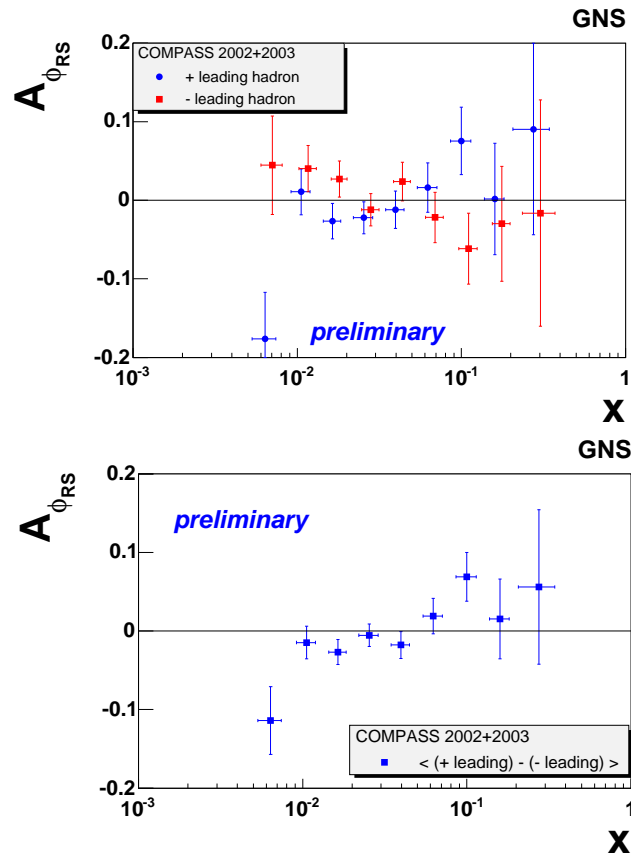 GNS
COMPASS 2002+2003
+ leading hadron
- leading hadron
A φRS
0.2
0.1
0
-0.1
-0.2
preliminary
10-3
10-2
10-1
1
x
GNS
A φRS
0.2
0.1
0
-0.1
-0.2
preliminary
COMPASS 2002+2003
< (+ leading) - (- leading) >
10-3
10-2
10-1
1
x